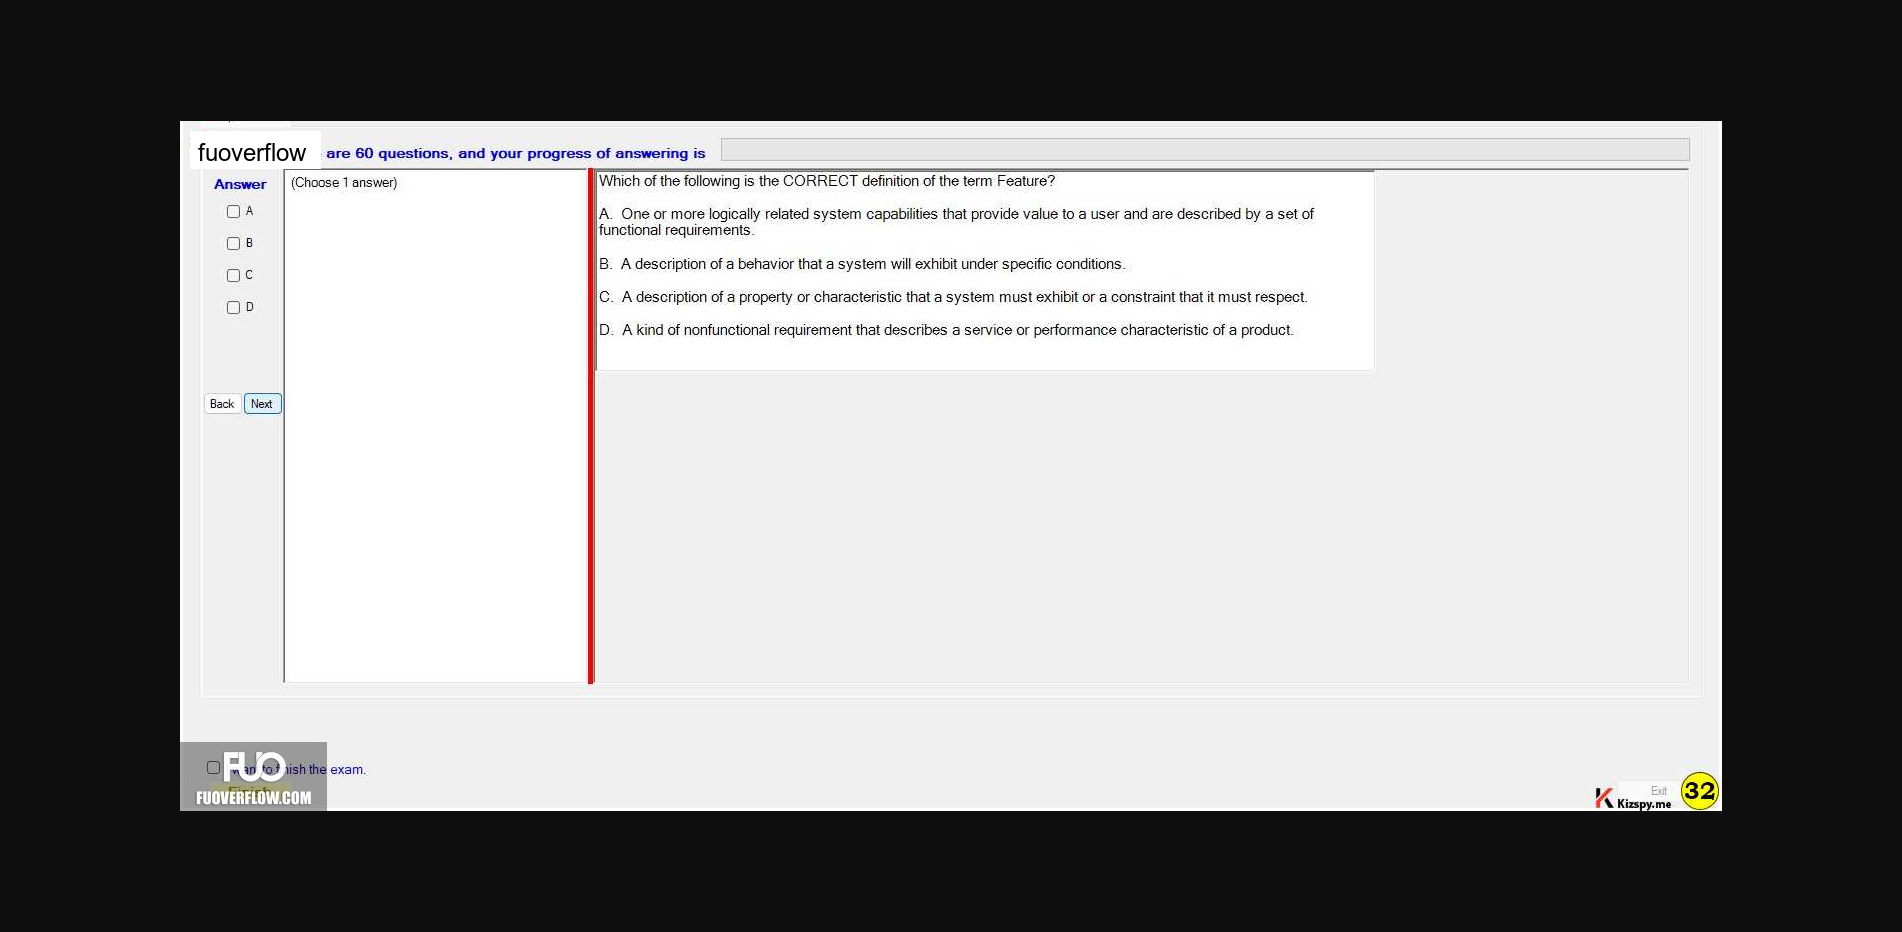 fuoverflow are 60 questions, and your progress of answering is
Answer
(Choose 1 answer)
A
B
C
D
Back Next
Which of the following is the CORRECT definition of the term Feature?
A. One or more logically related system capabilities that provide value to a user and are described by a set of
functional requirements.
B. A description of a behavior that a system will exhibit under specific conditions.
C. A description of a property or characteristic that a system must exhibit or a constraint that it must respect.
D. A kind of nonfunctional requirement that describes a service or performance characteristic of a product.
the exam.
FUO
FUOVERFLOW.COM
Exit
Kizspy.me
32